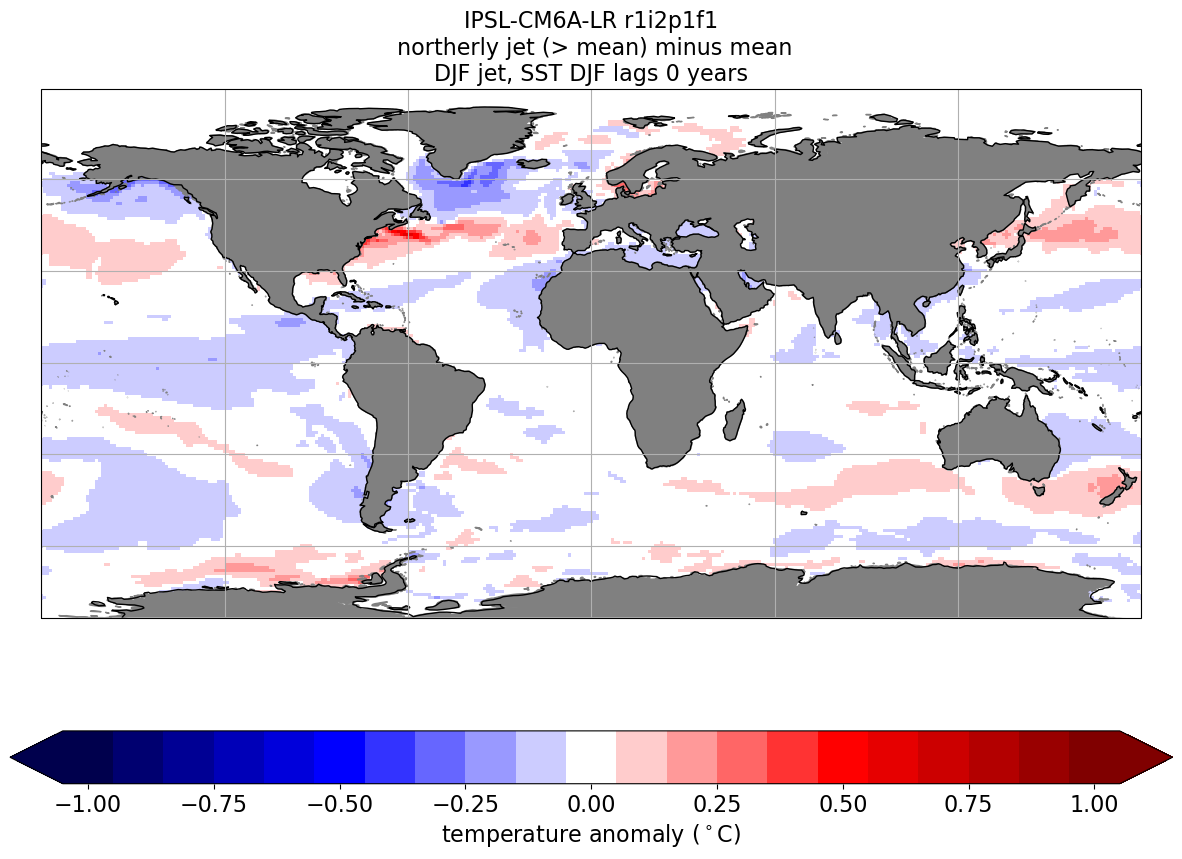 IPSL-CM6A-LR r1i2p1f1
northerly jet (> mean) minus mean
DJF jet, SST DJF lags 0 years
−1.00 −0.75 −0.50 −0.25 0.00 0.25 0.50 0.75 1.00
temperature anomaly (°C)